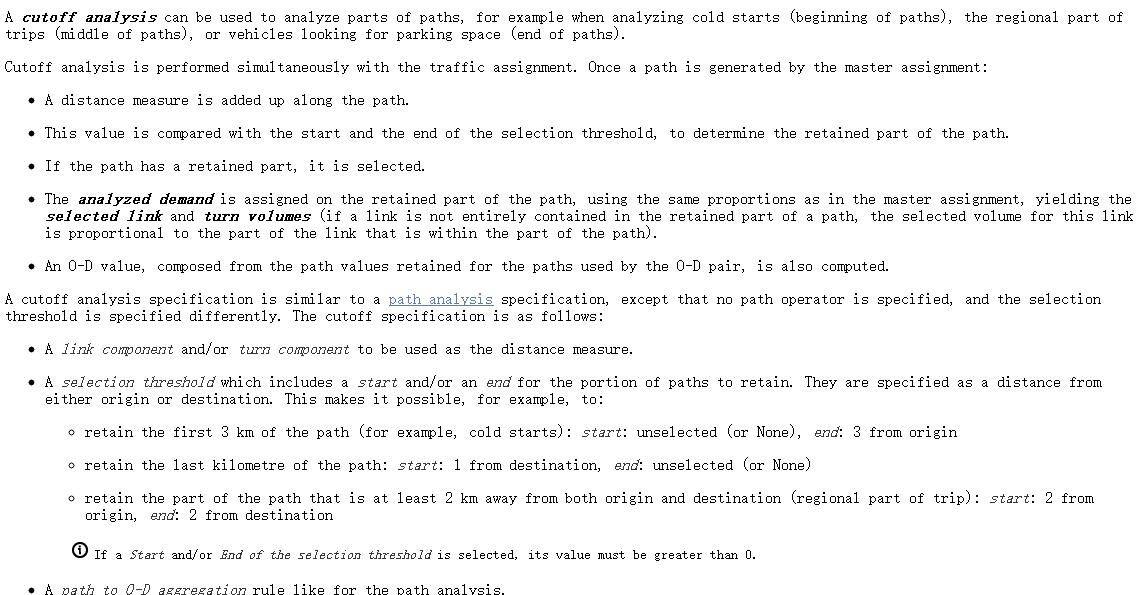 A cutoff analysis can be used to analyze parts of paths, for example when analyzing cold starts (beginning of paths), the regional part of
trips (middle of paths), or vehicles looking for parking space (end of paths).
Cutoff analysis is performed simultaneously with the traffic assignment. Once a path is generated by the master assignment:
• A distance measure is added up along the path.
• This value is compared with the start and the end of the selection threshold, to determine the retained part of the path.
• If the path has a retained part, it is selected.
• The analyzed demand is assigned on the retained part of the path, using the same proportions as in the master assignment, yielding the
selected link and turn volumes (if a link is not entirely contained in the retained part of a path, the selected volume for this link
is proportional to the part of the link that is within the part of the path).
• An O-D value, composed from the path values retained for the paths used by the O-D pair, is also computed.
A cutoff analysis specification is similar to a path analysis specification, except that no path operator is specified, and the selection
threshold is specified differently. The cutoff specification is as follows:
• A link component and/or turn component to be used as the distance measure.
• A selection threshold which includes a start and/or an end for the portion of paths to retain. They are specified as a distance from
either origin or destination. This makes it possible, for example, to:
◦ retain the first 3 km of the path (for example, cold starts): start: unselected (or None), end: 3 from origin
◦ retain the last kilometre of the path: start: 1 from destination, end: unselected (or None)
◦ retain the part of the path that is at least 2 km away from both origin and destination (regional part of trip): start: 2 from
origin, end: 2 from destination
If a Start and/or End of the selection threshold is selected, its value must be greater than 0.
• A path to O-D aggregation rule like for the path analysis.